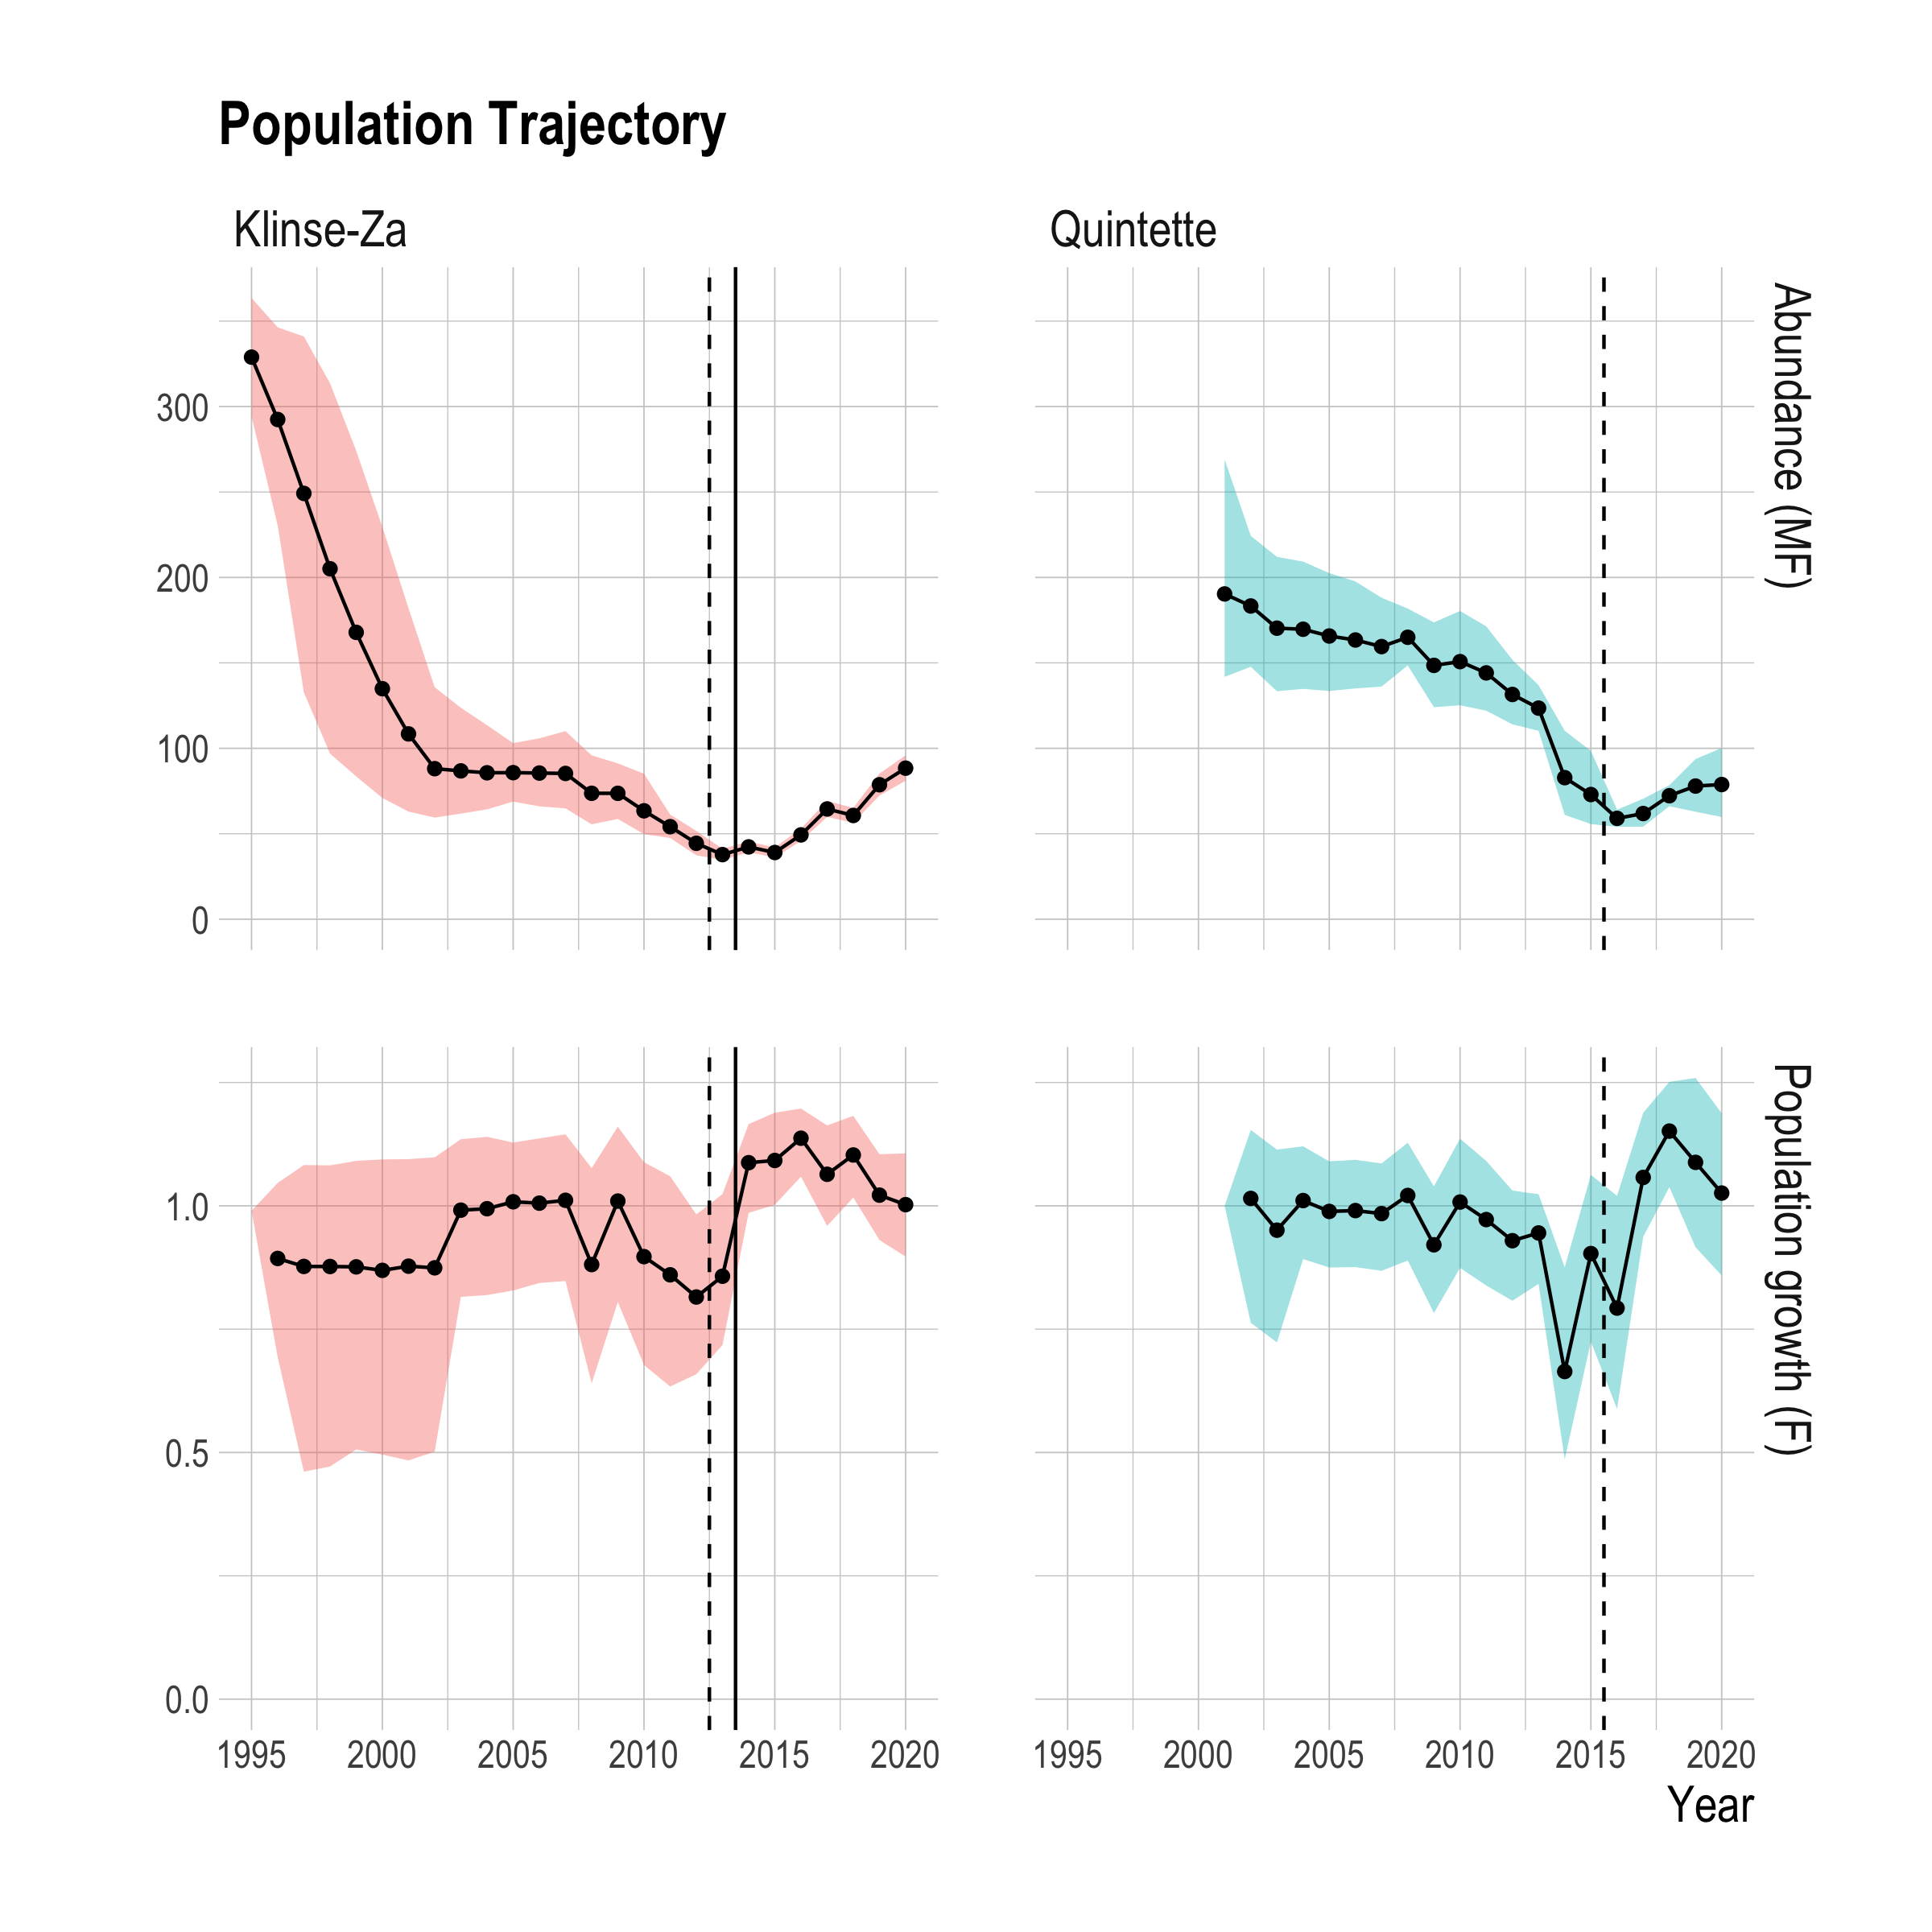 Population Trajectory
Klinse-Za
Quintette
300
200
100
0
Abundance (MF)
1.0
0.5
0.0
Population growth (F)
1995 2000 2005 2010 2015 2020
1995 2000 2005 2010 2015 2020
Year